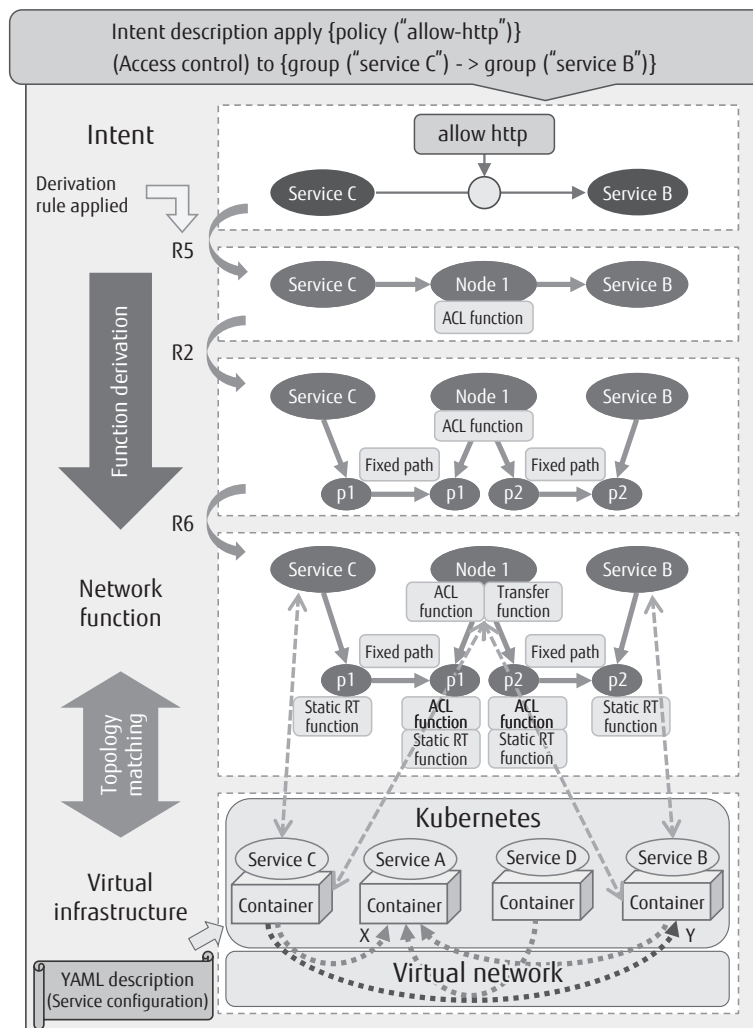 Intent description apply {policy ("allow-http")}
(Access control) to {group ("service C") - > group ("service B")}
Intent
allow http
Service C
Service B
Derivation
rule applied
R5
Service C
Node 1
Service B
ACL function
R2
Function derivation
Service C
Node 1
Service B
ACL function
Fixed path
Fixed path
p1
p1
p2
p2
R6
Service C
Node 1
Service B
ACL
function
Transfer
function
Network
function
Fixed path
Fixed path
p1
p1
p2
p2
Static RT
function
ACL
function
Static RT
function
ACL
function
Static RT
function
Static RT
function
Topology
matching
Kubernetes
Service C
Service A
Service D
Service B
Container
Container
Container
Container
Virtual
infrastructure
X
Y
Virtual network
YAML description
(Service configuration)